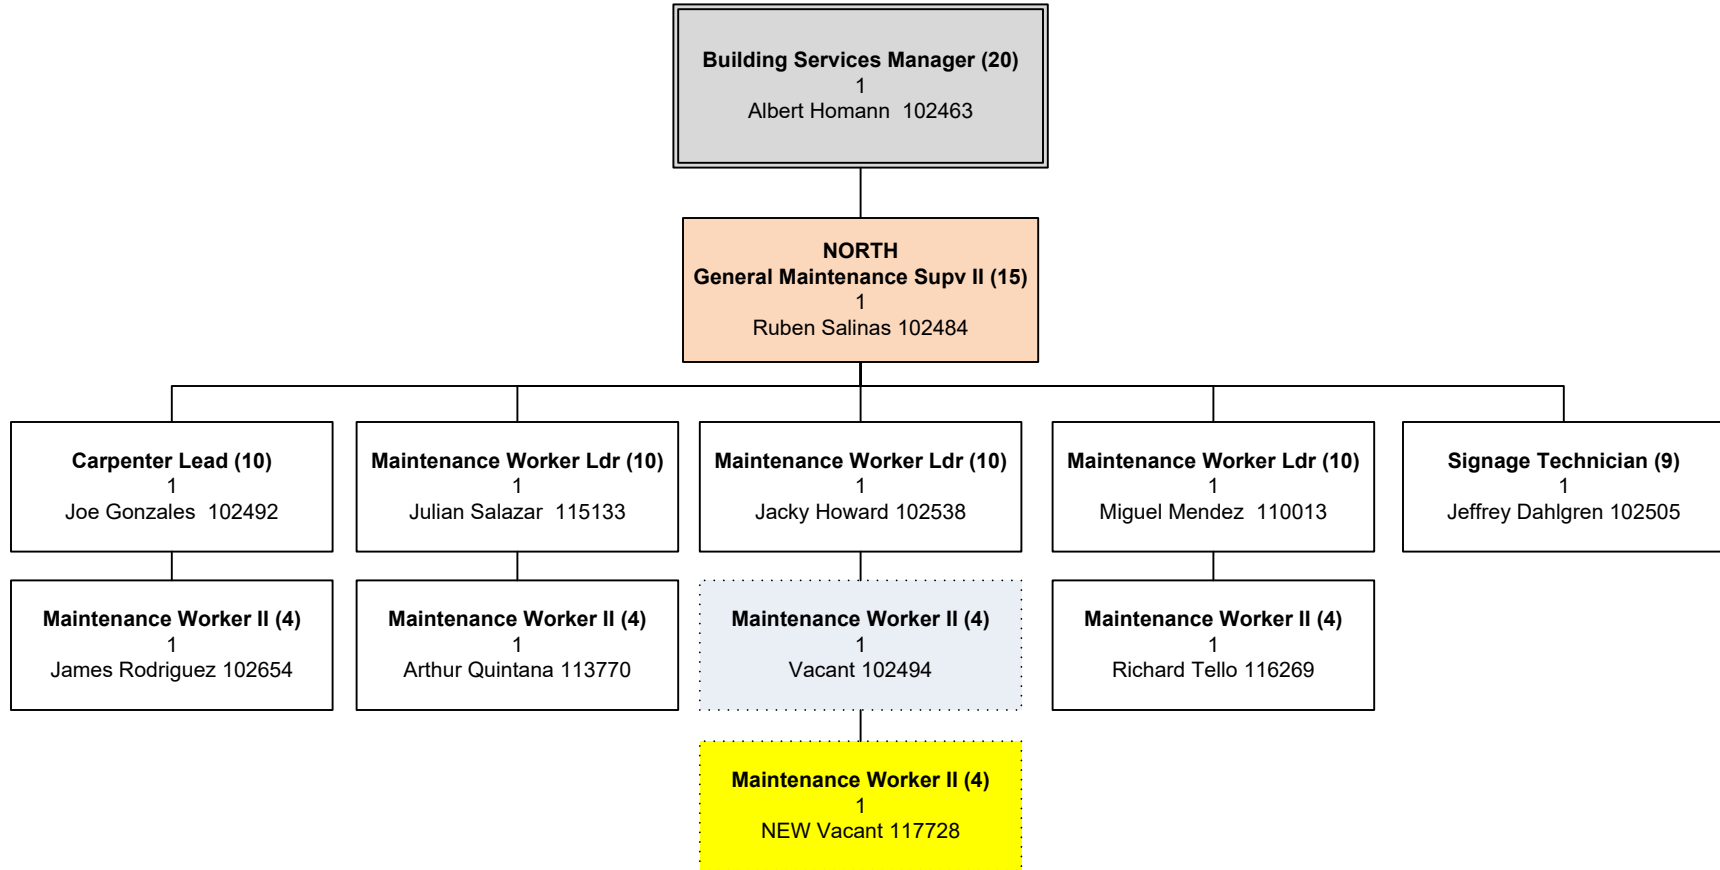 Building Services Manager (20)
1
Albert Homann  102463
NORTH
General Maintenance Supv II (15)
1
Ruben Salinas 102484
Carpenter Lead (10)
1
Joe Gonzales  102492
Maintenance Worker Ldr (10)
1
Julian Salazar  115133
Maintenance Worker Ldr (10)
1
Jacky Howard 102538
Maintenance Worker Ldr (10)
1
Miguel Mendez  110013
Signage Technician (9)
1
Jeffrey Dahlgren 102505
Maintenance Worker II (4)
1
James Rodriguez 102654
Maintenance Worker II (4)
1
Arthur Quintana 113770
Maintenance Worker II (4)
1
Vacant 102494
Maintenance Worker II (4)
1
Richard Tello 116269
Maintenance Worker II (4)
1
NEW Vacant 117728